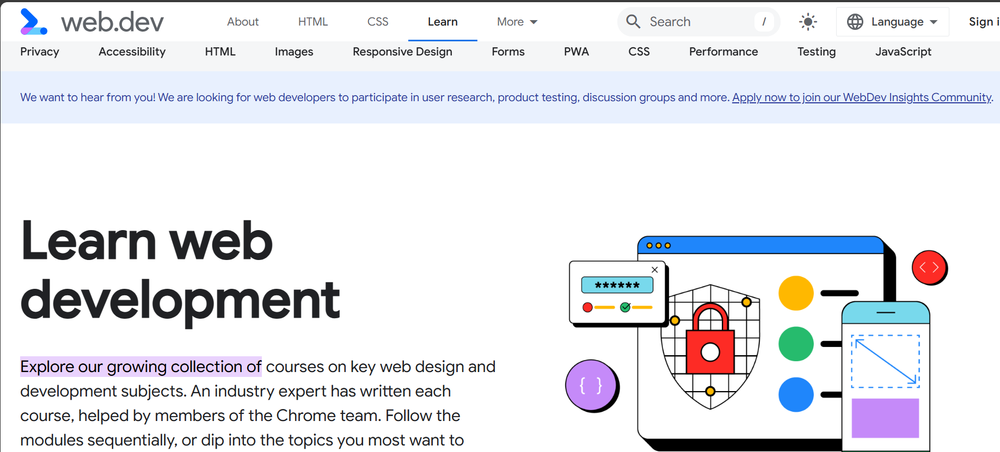 web.dev About HTML CSS Learn More Search / Language Sign i
Privacy Accessibility HTML Images Responsive Design Forms PWA CSS Performance Testing JavaScript
We want to hear from you! We are looking for web developers to participate in user research, product testing, discussion groups and more. Apply now to join our WebDev Insights Community.
Learn web
development
******
< >
{ }
Explore our growing collection of courses on key web design and
development subjects. An industry expert has written each
course, helped by members of the Chrome team. Follow the
modules sequentially, or dip into the topics you most want to